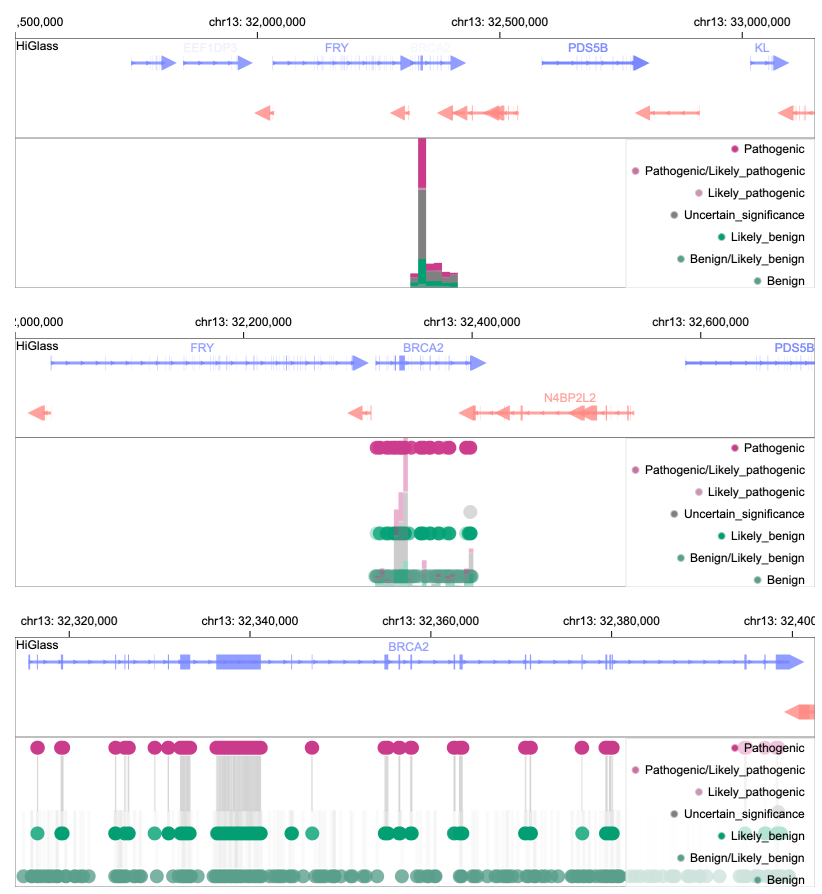 ,500,000 chr13: 32,000,000 chr13: 32,500,000 chr13: 33,000,000
HiGlass
EEF1DP3 FRY BRCA2 PDS5B KL
Pathogenic
Pathogenic/Likely_pathogenic
Likely_pathogenic
Uncertain_significance
Likely_benign
Benign/Likely_benign
Benign
:,000,000 chr13: 32,200,000 chr13: 32,400,000 chr13: 32,600,000
HiGlass
FRY BRCA2 PDS5B
N4BP2L2
Pathogenic
Pathogenic/Likely_pathogenic
Likely_pathogenic
Uncertain_significance
Likely_benign
Benign/Likely_benign
Benign
chr13: 32,320,000 chr13: 32,340,000 chr13: 32,360,000 chr13: 32,380,000 chr13: 32,400
HiGlass
BRCA2
Pathogenic
Pathogenic/Likely_pathogenic
Likely_pathogenic
Uncertain_significance
Likely_benign
Benign/Likely_benign
Benign